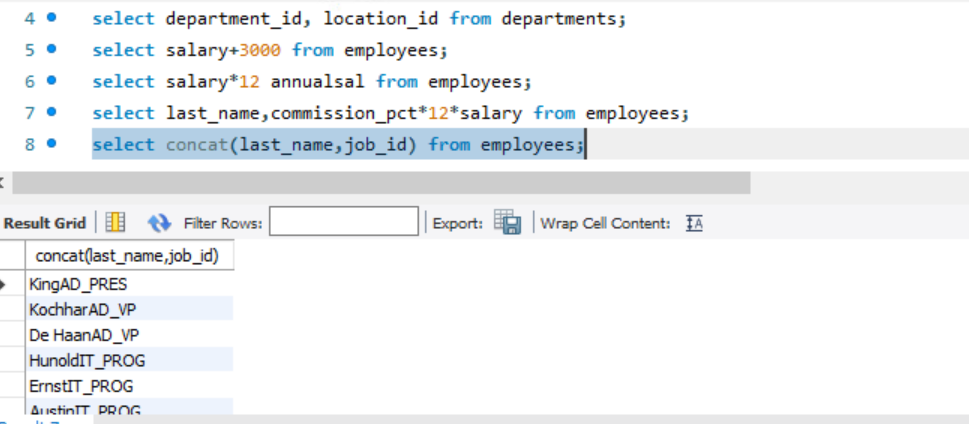 4 select department_id, location_id from departments;
5 select salary+3000 from employees;
6 select salary*12 annualsal from employees;
7 select last_name,commission_pct*12*salary from employees;
8 select concat(last_name,job_id) from employees;
Result Grid Filter Rows: Export: Wrap Cell Content:
concat(last_name,job_id)
KingAD_PRES
KochharAD_VP
De HaanAD_VP
HunoldIT_PROG
ErnstIT_PROG
AustinIT_PROG